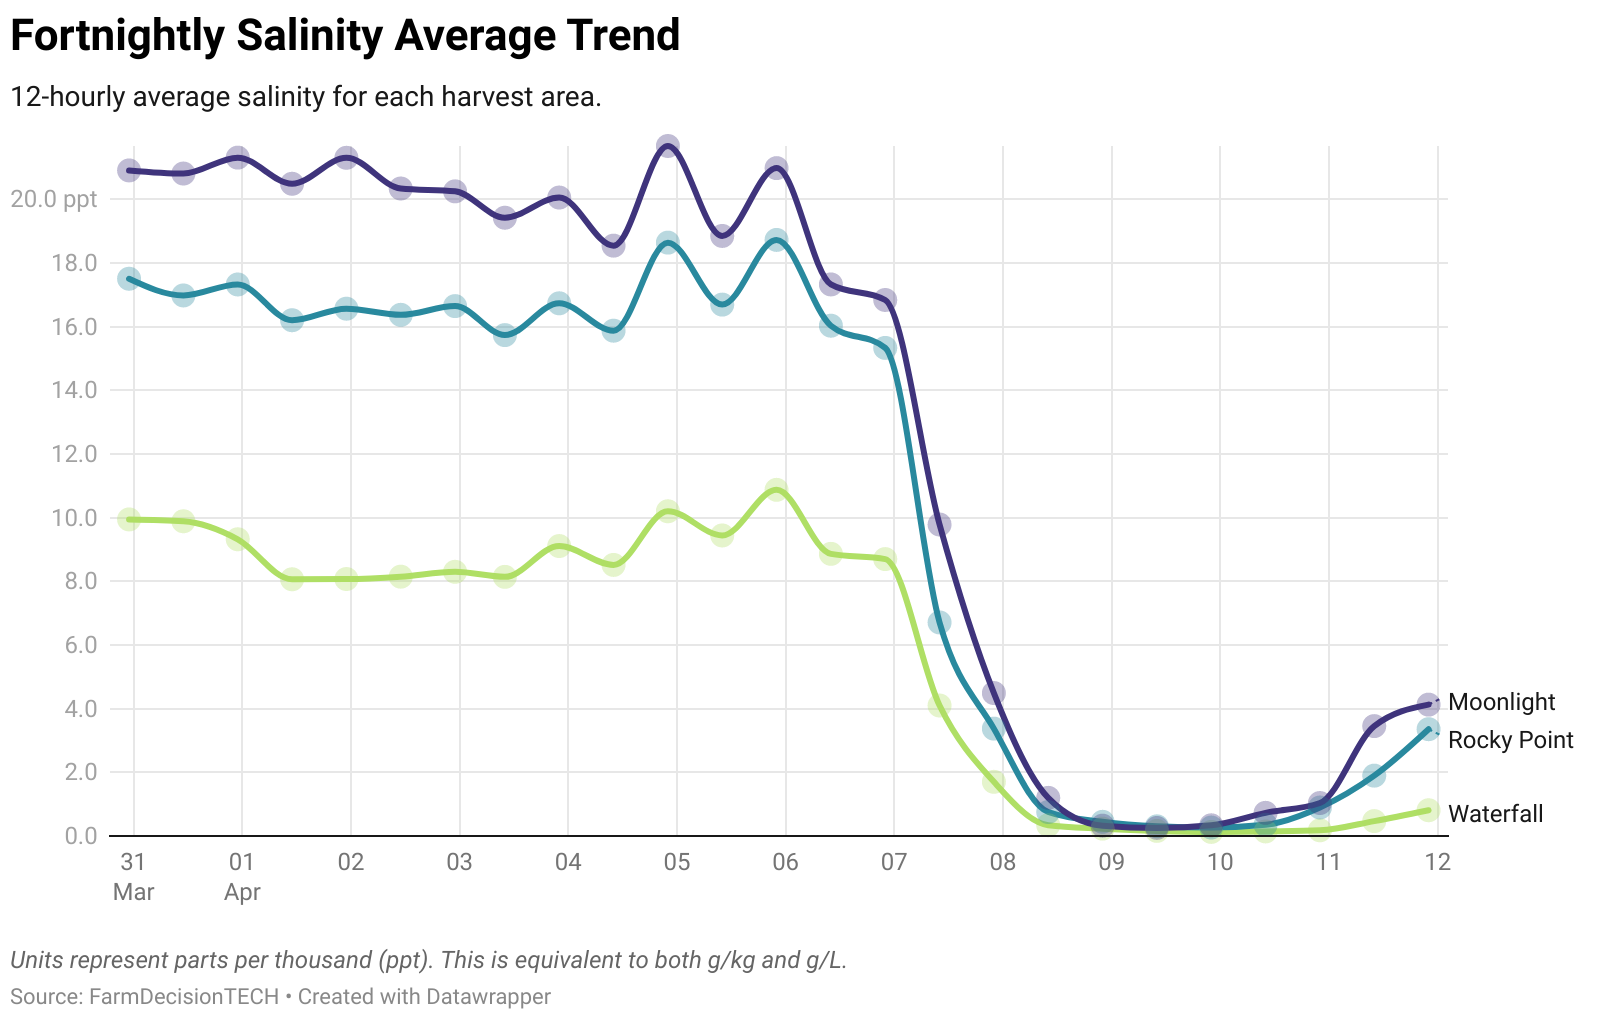 Fortnightly Salinity Average Trend
12-hourly average salinity for each harvest area.
20.0 ppt
18.0
16.0
14.0
12.0
10.0
8.0
6.0
4.0
2.0
0.0
Moonlight
Rocky Point
Waterfall
31 01 02 03 04 05 06 07 08 09 10 11 12
Mar Apr
Units represent parts per thousand (ppt). This is equivalent to both g/kg and g/L.
Source: FarmDecisionTECH • Created with Datawrapper